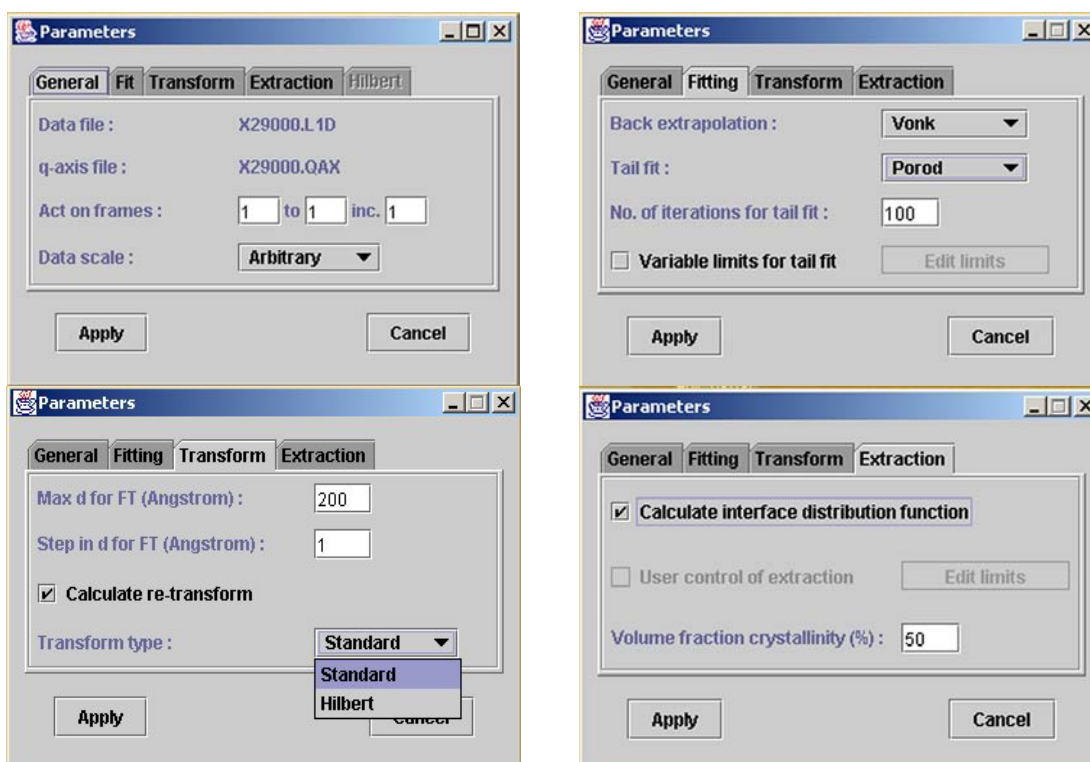 Parameters
General Fit Transform Extraction Hilbert
Data file : X29000.L1D
q-axis file : X29000.QAX
Act on frames : 1 to 1 inc. 1
Data scale : Arbitrary
Apply Cancel
Parameters
General Fitting Transform Extraction
Back extrapolation : Vonk
Tail fit : Porod
No. of iterations for tail fit : 100
Variable limits for tail fit Edit limits
Apply Cancel
Parameters
General Fitting Transform Extraction
Max d for FT (Angstrom) : 200
Step in d for FT (Angstrom) : 1
Calculate re-transform
Transform type : Standard
Standard
Hilbert
Apply Cancel
Parameters
General Fitting Transform Extraction
Calculate interface distribution function
User control of extraction Edit limits
Volume fraction crystallinity (%) : 50
Apply Cancel